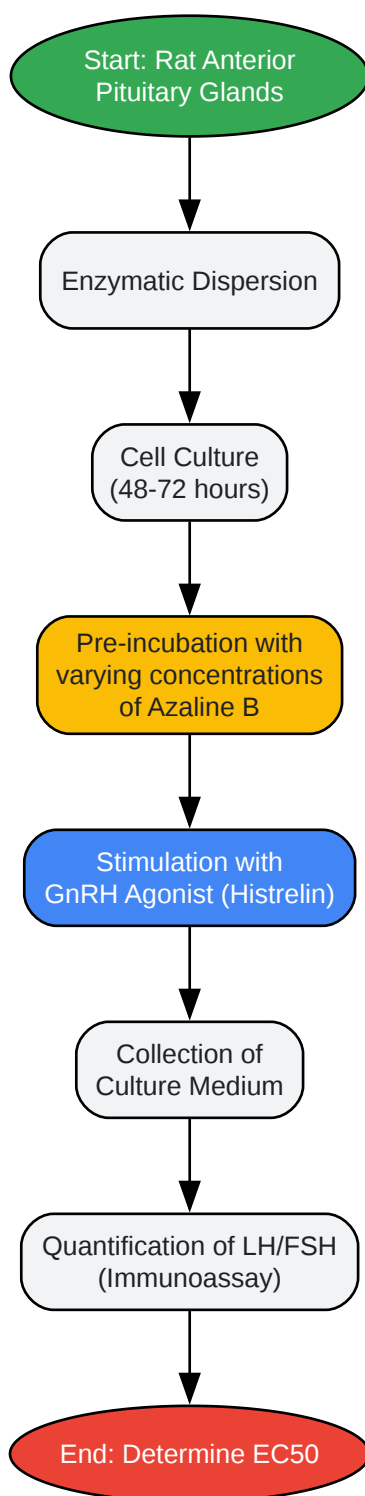 Start: Rat Anterior
Pituitary Glands
Enzymatic Dispersion
Cell Culture
(48-72 hours)
Pre-incubation with
varying concentrations
of Azaline B
Stimulation with
GnRH Agonist (Histrelin)
Collection of
Culture Medium
Quantification of LH/FSH
(Immunoassay)
End: Determine EC50